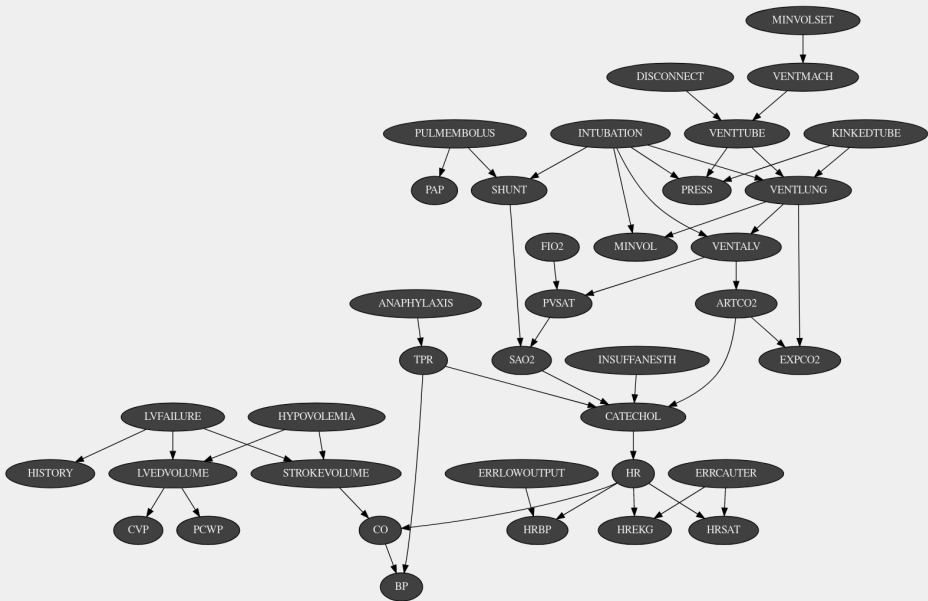 MINVOLSET
DISCONNECT
VENTMACH
PULMEMBOLUS
INTUBATION
VENTTUBE
KINKEDTUBE
PAP
SHUNT
PRESS
VENTLUNG
FIO2
MINVOL
VENTALV
ANAPHYLAXIS
PVSAT
ARTCO2
TPR
SAO2
INSUFFANESTH
EXPCO2
LVFAILURE
HYPOVOLEMIA
CATECHOL
HISTORY
LVEDVOLUME
STROKEVOLUME
ERRLOWOUTPUT
HR
ERRCAUTER
CVP
PCWP
CO
HRBP
HREKG
HRSAT
BP